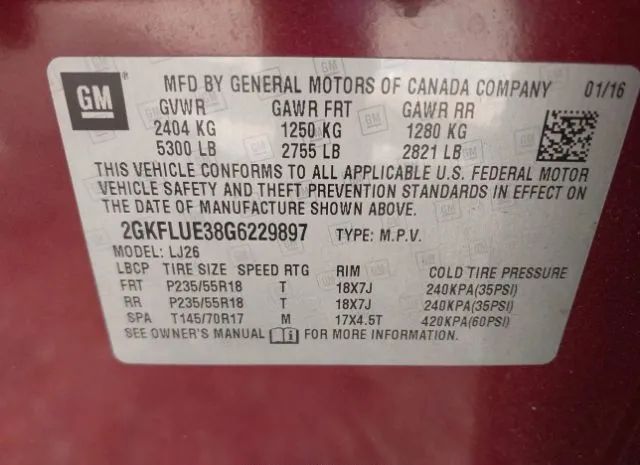 GM
MFD BY GENERAL MOTORS OF CANADA COMPANY 01/16
GVWR GAWR FRT GAWR RR
2404 KG 1250 KG 1280 KG
5300 LB 2755 LB 2821 LB
THIS VEHICLE CONFORMS TO ALL APPLICABLE U.S. FEDERAL MOTOR
VEHICLE SAFETY AND THEFT PREVENTION STANDARDS IN EFFECT ON
THE DATE OF MANUFACTURE SHOWN ABOVE.
2GKFLUE38G6229897 TYPE: M.P.V.
MODEL: LJ26
LBCP TIRE SIZE SPEED RTG RIM COLD TIRE PRESSURE
FRT P235/55R18 T 18X7J 240KPA(35PSI)
RR P235/55R18 T 18X7J 240KPA(35PSI)
SPA T145/70R17 M 17X4.5T 420KPA(60PSI)
SEE OWNER'S MANUAL FOR MORE INFORMATION.